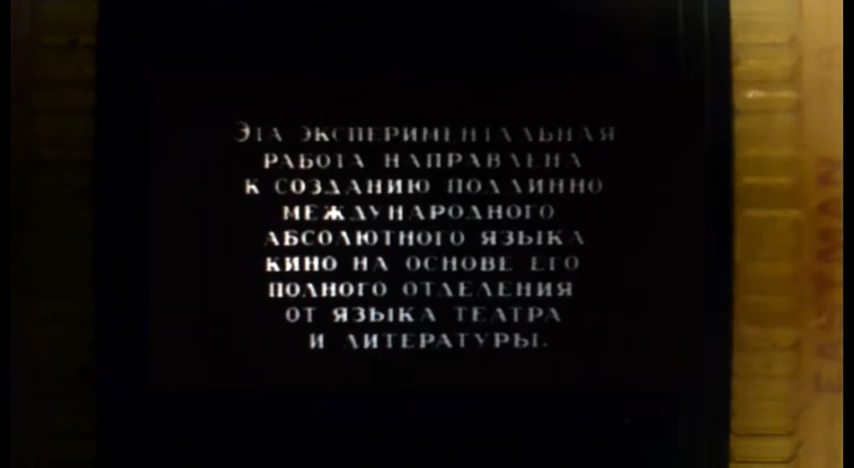 Эта экспериментальная
работа направлена
к созданию подлинно
международного
абсолютного языка
кино на основе его
полного отделения
от языка театра
и литературы.
EASTMAN